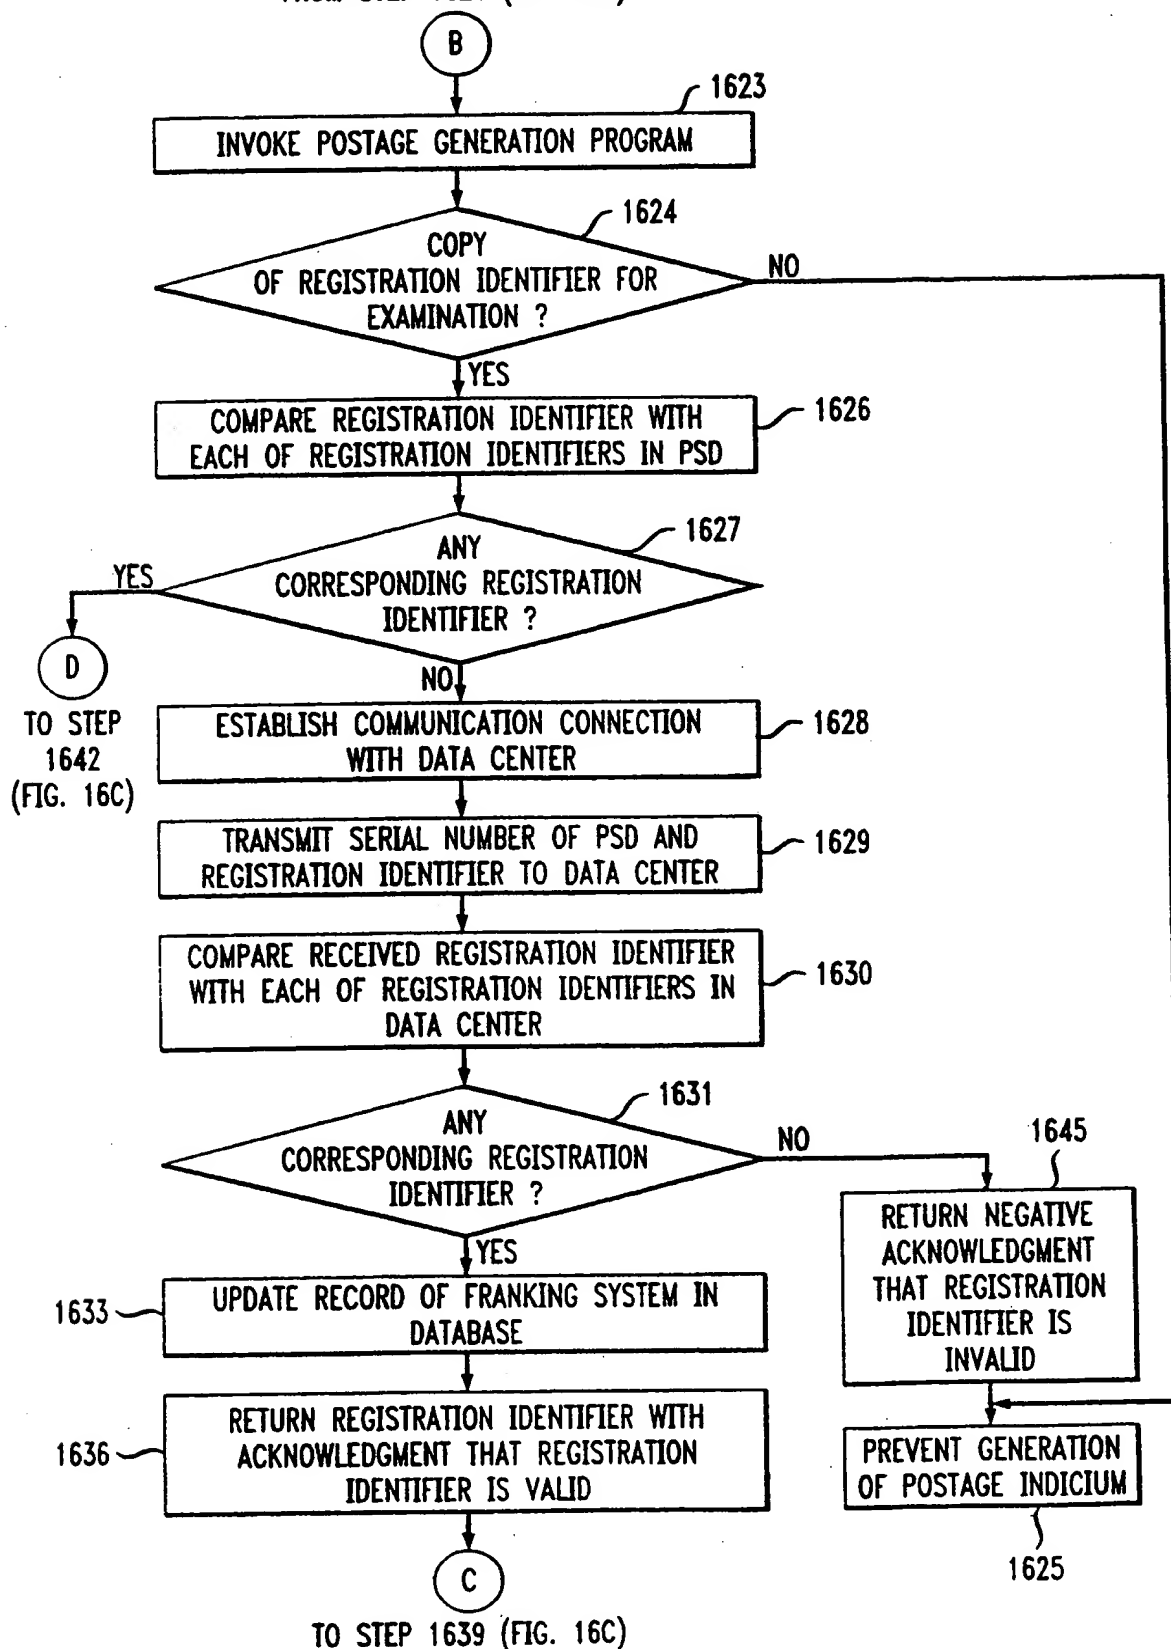 B
1623
INVOKE POSTAGE GENERATION PROGRAM
1624
COPY
OF REGISTRATION IDENTIFIER FOR
EXAMINATION ?
NO
YES
COMPARE REGISTRATION IDENTIFIER WITH
EACH OF REGISTRATION IDENTIFIERS IN PSD
1626
1627
ANY
CORRESPONDING REGISTRATION
IDENTIFIER ?
YES
D
TO STEP
1642
(FIG. 16C)
NO
ESTABLISH COMMUNICATION CONNECTION
WITH DATA CENTER
1628
TRANSMIT SERIAL NUMBER OF PSD AND
REGISTRATION IDENTIFIER TO DATA CENTER
1629
COMPARE RECEIVED REGISTRATION IDENTIFIER
WITH EACH OF REGISTRATION IDENTIFIERS IN
DATA CENTER
1630
1631
ANY
CORRESPONDING REGISTRATION
IDENTIFIER ?
NO
1645
RETURN NEGATIVE
ACKNOWLEDGMENT
THAT REGISTRATION
IDENTIFIER IS
INVALID
YES
1633
UPDATE RECORD OF FRANKING SYSTEM IN
DATABASE
1636
RETURN REGISTRATION IDENTIFIER WITH
ACKNOWLEDGMENT THAT REGISTRATION
IDENTIFIER IS VALID
PREVENT GENERATION
OF POSTAGE INDICIUM
1625
C
TO STEP 1639 (FIG. 16C)